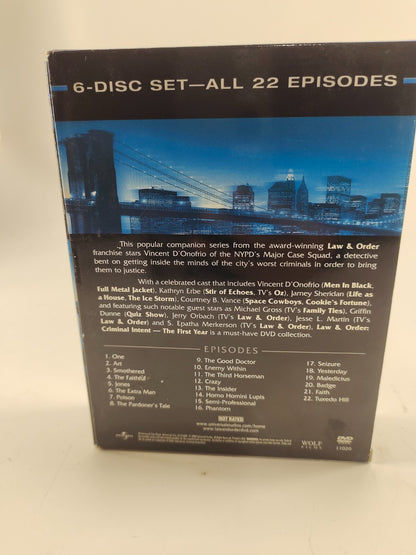 6-DISC SET—ALL 22 EPISODES
This popular companion series from the award-winning Law & Order
franchise stars Vincent D'Onofrio of the NYPD's Major Case Squad, a detective
bent on getting inside the minds of the city's worst criminals in order to bring
them to justice.
With a celebrated cast that includes Vincent D'Onofrio (Men In Black,
Full Metal Jacket), Kathryn Erbe (Stir of Echoes, TV's Oz), Jamey Sheridan (Life as
a House, The Ice Storm), Courtney B. Vance (Space Cowboys, Cookie's Fortune),
and featuring such notable guest stars as Michael Gross (TV's Family Ties), Griffin
Dunne (Quiz Show), Jerry Orbach (TV's Law & Order), Jesse L. Martin (TV's
Law & Order) and S. Epatha Merkerson (TV's Law & Order), Law & Order:
Criminal Intent — The First Year is a must-have DVD collection.
EPISODES
1. One
2. Art
3. Smothered
4. The Faithful
5. Jones
6. The Extra Man
7. Poison
8. The Pardoner's Tale
9. The Good Doctor
10. Enemy Within
11. The Third Horseman
12. Crazy
13. The Insider
14. Homo Homini Lupis
15. Semi-Professional
16. Phantom
17. Seizure
18. Yesterday
19. Maledictus
20. Badge
21. Faith
22. Tuxedo Hill
NOT RATED
www.universalstudios.com/home
www.lawandorderdvd.com
WOLF
FILMS
DVD
VIDEO
11020